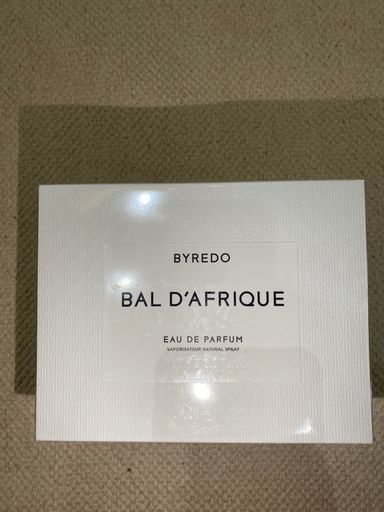 BYREDO
BAL D'AFRIQUE
EAU DE PARFUM
VAPORISATEUR NATURAL SPRAY